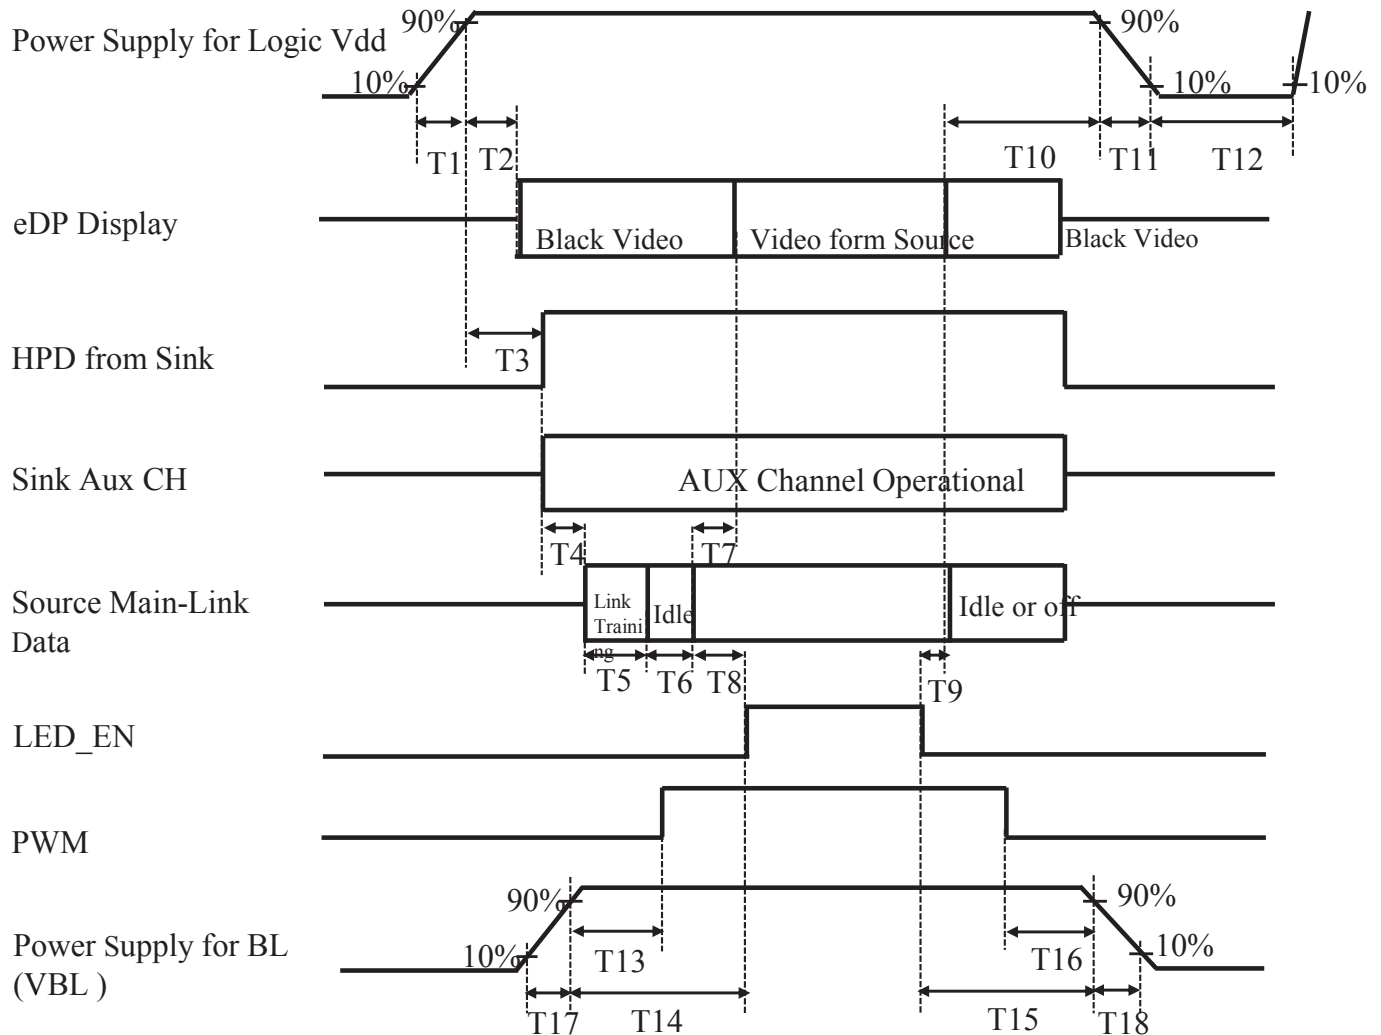 Power Supply for Logic Vdd
90%
10%
90%
10%
10%
T1
T2
T10
T11
T12
eDP Display
Black Video
Video form Source
Black Video
HPD from Sink
T3
Sink Aux CH
AUX Channel Operational
T4
T7
Source Main-Link
Data
Link
Traini
ng
Idle
Idle or off
T5
T6
T8
T9
LED_EN
PWM
Power Supply for BL
(VBL )
90%
10%
90%
10%
T13
T16
T17
T14
T15
T18